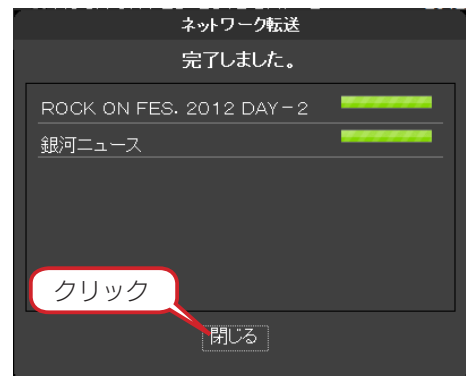 ネットワーク転送
完了しました。
ROCK ON FES. 2012 DAY－2
銀河ニュース
クリック
閉じる